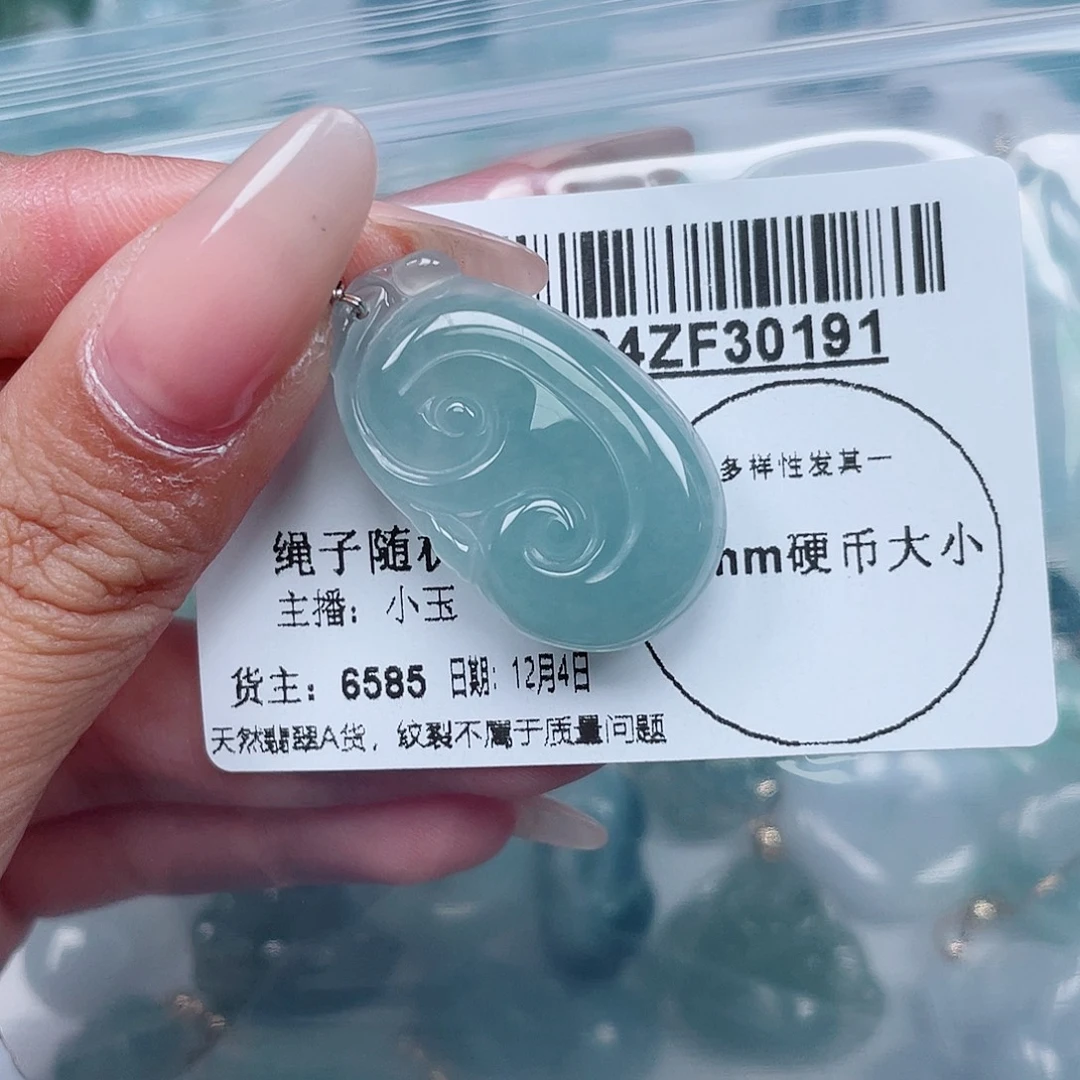 4ZF30191
多样性发其一
绳子随
mm硬币大小
主播：小玉
货主：6585 日期：12月4日
天然翡翠A货，纹裂不属于质量问题